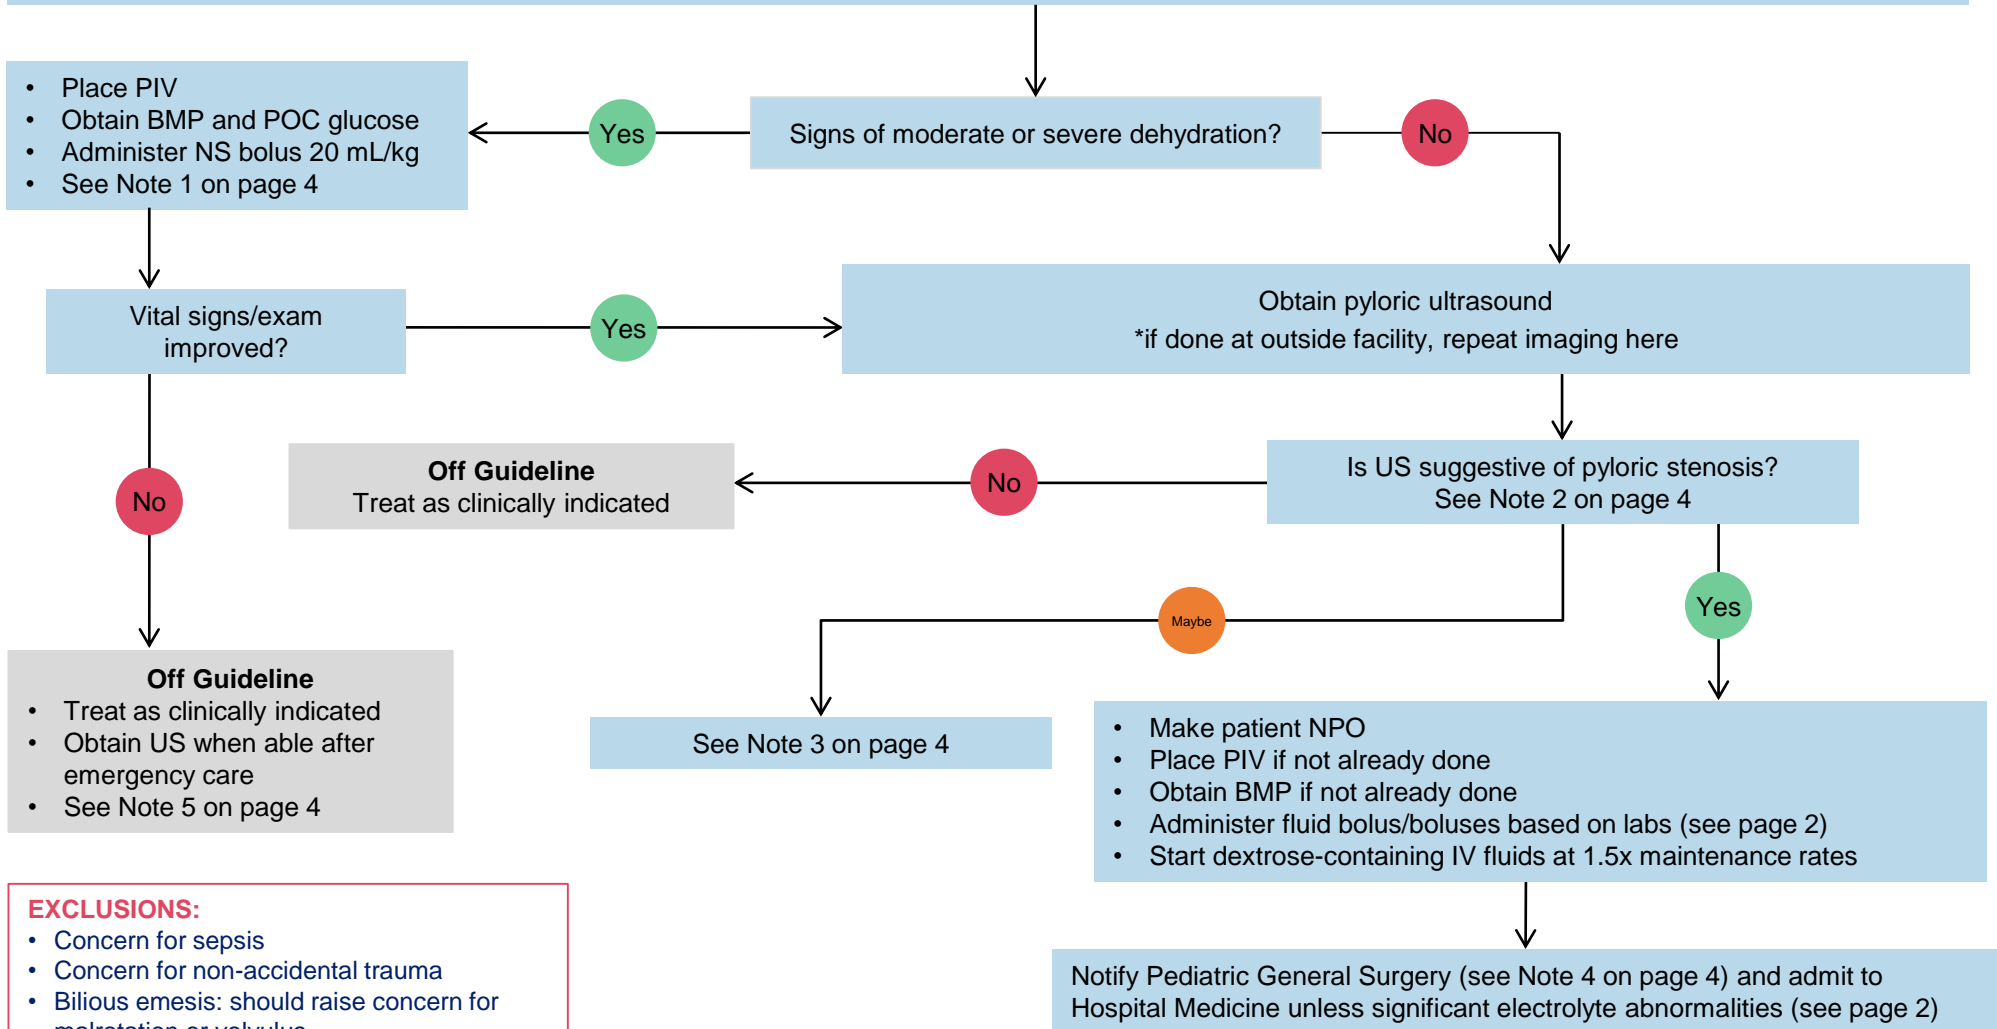 • Place PIV
• Obtain BMP and POC glucose
• Administer NS bolus 20 mL/kg
• See Note 1 on page 4
Yes
Signs of moderate or severe dehydration?
No
Vital signs/exam
improved?
Yes
Obtain pyloric ultrasound
*if done at outside facility, repeat imaging here
No
Off Guideline
Treat as clinically indicated
No
Is US suggestive of pyloric stenosis?
See Note 2 on page 4
Maybe
Yes
Off Guideline
• Treat as clinically indicated
• Obtain US when able after
emergency care
• See Note 5 on page 4
See Note 3 on page 4
• Make patient NPO
• Place PIV if not already done
• Obtain BMP if not already done
• Administer fluid bolus/boluses based on labs (see page 2)
• Start dextrose-containing IV fluids at 1.5x maintenance rates
EXCLUSIONS:
• Concern for sepsis
• Concern for non-accidental trauma
• Bilious emesis: should raise concern for
malrotation or volvulus
Notify Pediatric General Surgery (see Note 4 on page 4) and admit to
Hospital Medicine unless significant electrolyte abnormalities (see page 2)